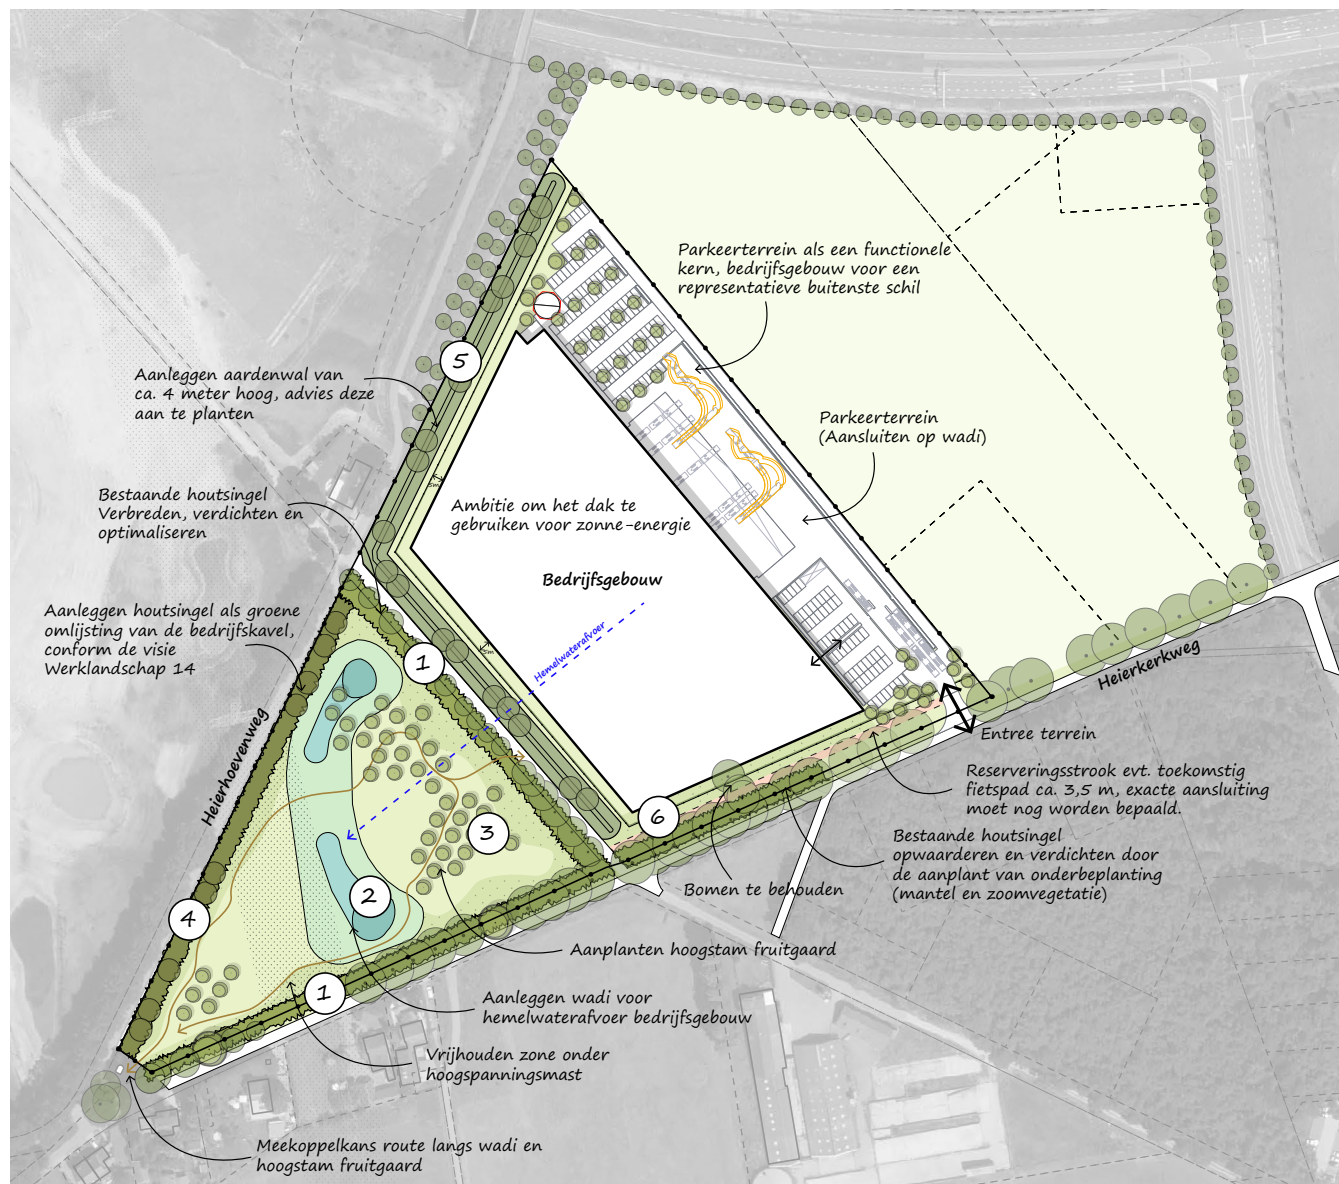 Parkeerterrein als een functionele
kern, bedrijfsgebouw voor een
representatieve buitenste schil
5
Aanleggen aardenwal van
ca. 4 meter hoog, advies deze
aan te planten
Parkeerterrein
(Aansluiten op wadi)
5m
Bestaande houtsingel
Verbreden, verdichten en
optimaliseren
Ambitie om het dak te
gebruiken voor zonne-energie
Bedrijfsgebouw
Aanleggen houtsingel als groene
omlijsting van de bedrijfskavel,
conform de visie
Werklandschap 14
Hemelwaterafvoer
5m
1
Heierkerkweg
Heierhoevenweg
Entree terrein
Reserveringsstrook evt. toekomstig
fietspad ca. 3,5 m, exacte aansluiting
moet nog worden bepaald.
6
3
Bestaande houtsingel
opwaarderen en verdichten door
de aanplant van onderbeplanting
(mantel en zoomvegetatie)
Bomen te behouden
2
4
Aanplanten hoogstam fruitgaard
1
Aanleggen wadi voor
hemelwaterafvoer bedrijfsgebouw
Vrijhouden zone onder
hoogspanningsmast
Meekoppelkans route langs wadi en
hoogstam fruitgaard